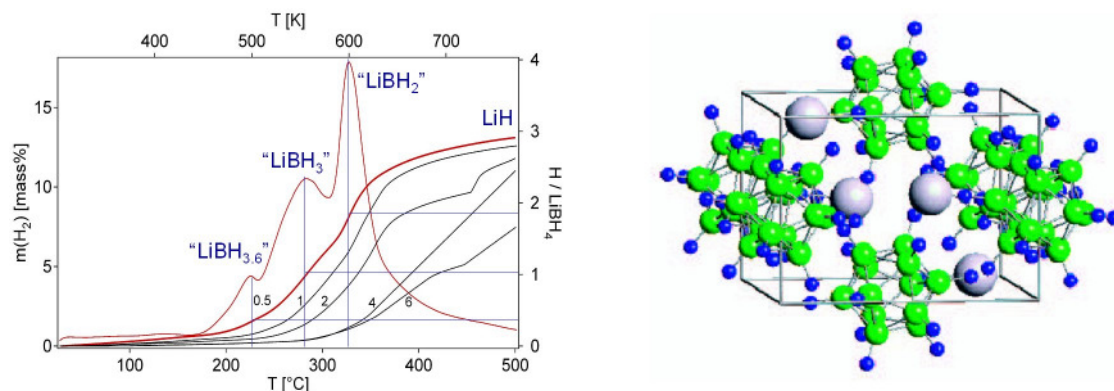 T [K]
400 500 600 700
"LiBH2"
LiH
"LiBH3"
"LiBH3.6"
15
10
5
0
m(H2) [mass%]
4
3
2
1
0
H / LiBH4
0.5 1 2 4 6
100 200 300 400 500
T [°C]